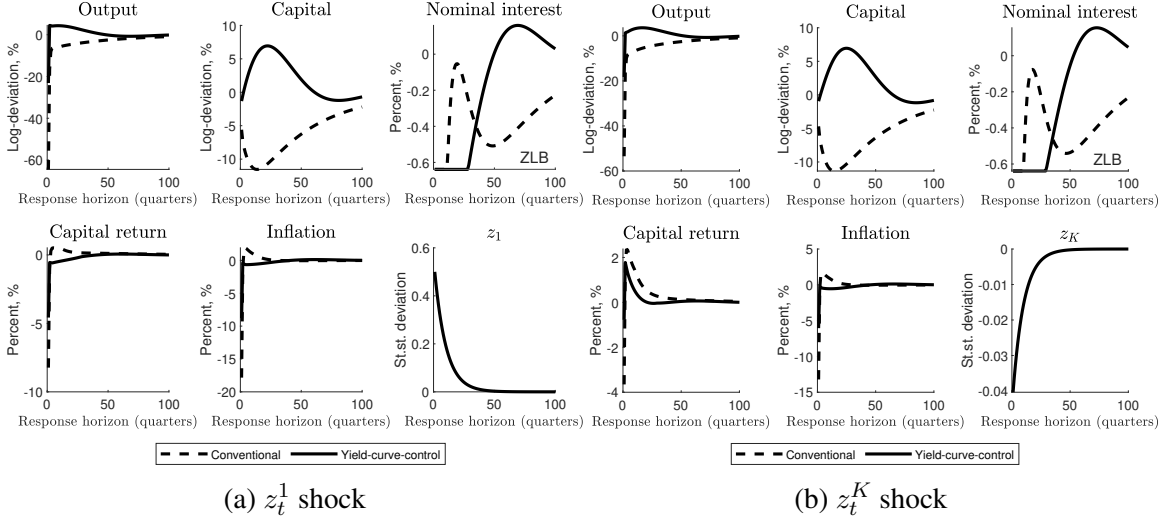 Output
Capital
Nominal interest
Output
Capital
Nominal interest
Log-deviation, %
0
-20
-40
-60
0 50 100
Response horizon (quarters)
Log-deviation, %
10
5
0
-5
-10
0 50 100
Response horizon (quarters)
Percent, %
0
-0.2
-0.4
-0.6
ZLB
0 50 100
Response horizon (quarters)
Log-deviation, %
0
-20
-40
-60
0 50 100
Response horizon (quarters)
Log-deviation, %
10
5
0
-5
-10
0 50 100
Response horizon (quarters)
Percent, %
0
-0.2
-0.4
-0.6
ZLB
0 50 100
Response horizon (quarters)
Capital return
Inflation
z₁
Capital return
Inflation
z_K
Percent, %
0
-5
-10
0 50 100
Response horizon (quarters)
Percent, %
0
-5
-10
-15
-20
0 50 100
Response horizon (quarters)
St.st. deviation
0.6
0.4
0.2
0
0 50 100
Response horizon (quarters)
Percent, %
2
0
-2
-4
0 50 100
Response horizon (quarters)
Percent, %
5
0
-5
-10
-15
0 50 100
Response horizon (quarters)
St.st. deviation
0
-0.01
-0.02
-0.03
-0.04
0 50 100
Response horizon (quarters)
Conventional Yield-curve-control
Conventional Yield-curve-control
(a) z_t^1 shock
(b) z_t^K shock